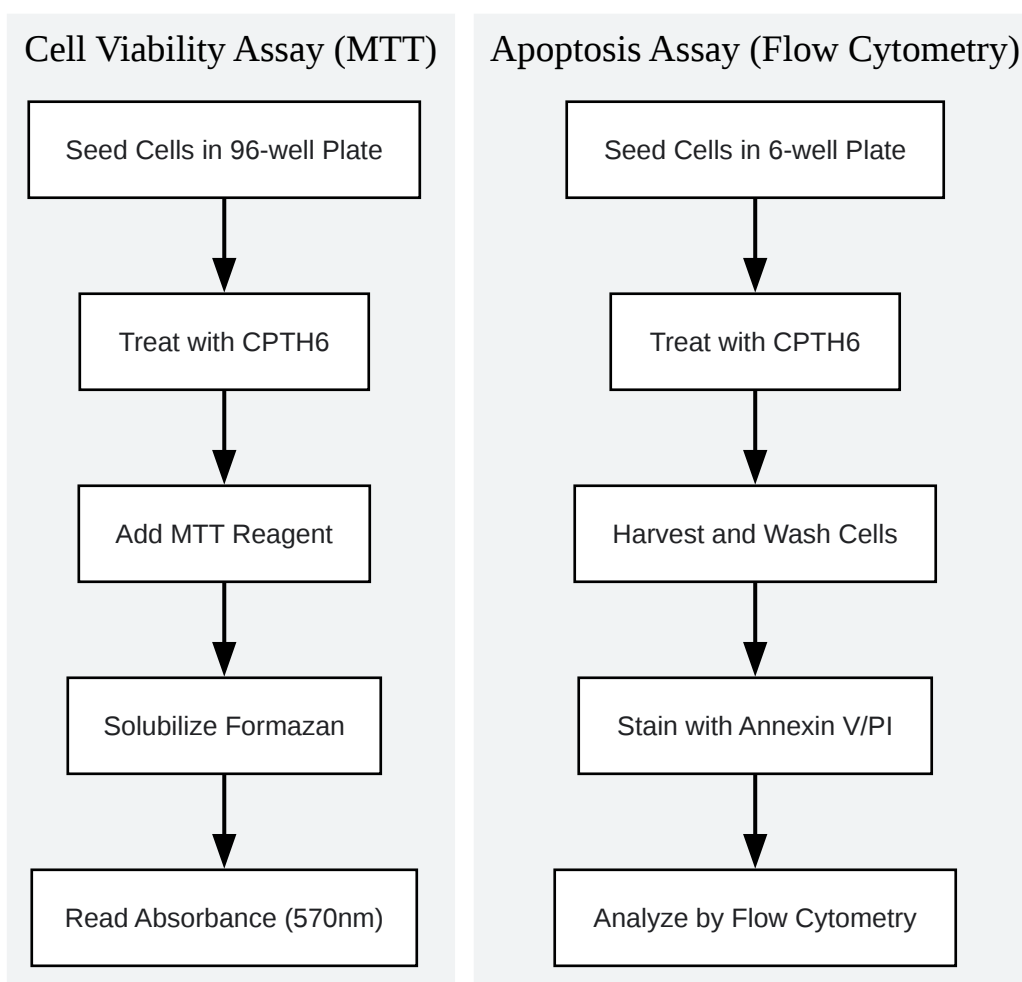 Cell Viability Assay (MTT)
Seed Cells in 96-well Plate
Treat with CPTH6
Add MTT Reagent
Solubilize Formazan
Read Absorbance (570nm)
Apoptosis Assay (Flow Cytometry)
Seed Cells in 6-well Plate
Treat with CPTH6
Harvest and Wash Cells
Stain with Annexin V/PI
Analyze by Flow Cytometry